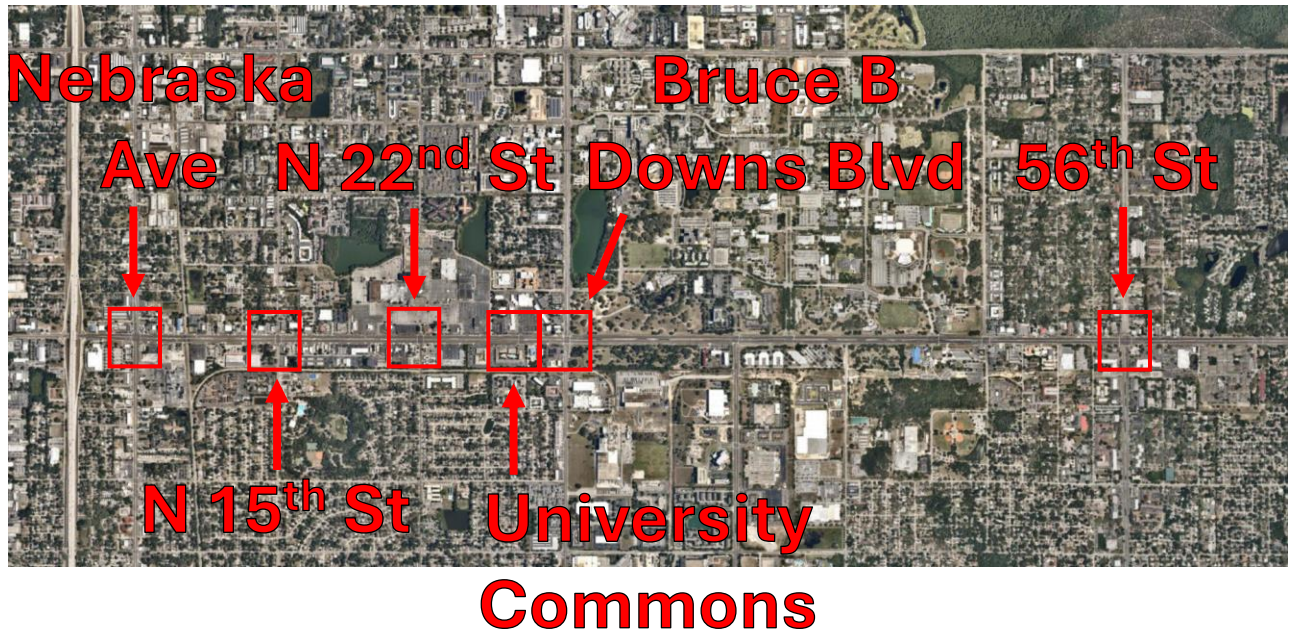 Nebraska
Ave
N 22nd St
Bruce B
Downs Blvd
56th St
N 15th St
University
Commons